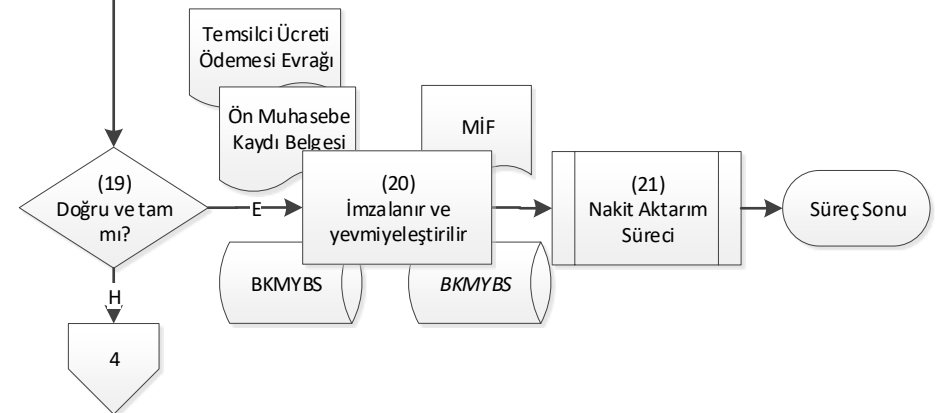 Temsilci Ücreti
Ödemesi Evrağı
Ön Muhasebe
Kaydı Belgesi
MİF
(19)
Doğru ve tam
mı?
E
(20)
İmzalanır ve
yevmiyeleştirilir
(21)
Nakit Aktarım
Süreci
Süreç Sonu
BKMYBS
BKMYBS
H
4